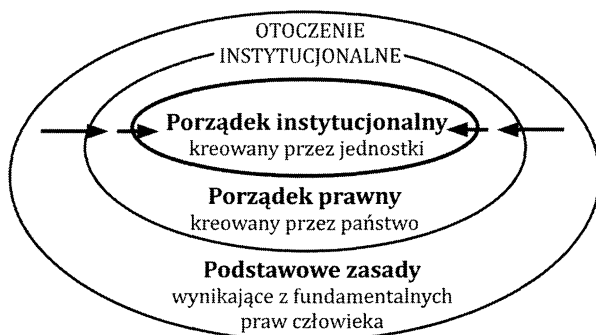 OTOCZENIE
INSTYTUCJONALNE
Porządek instytucjonalny
kreowany przez jednostki
Porządek prawny
kreowany przez państwo
Podstawowe zasady
wynikające z fundamentalnych
praw człowieka